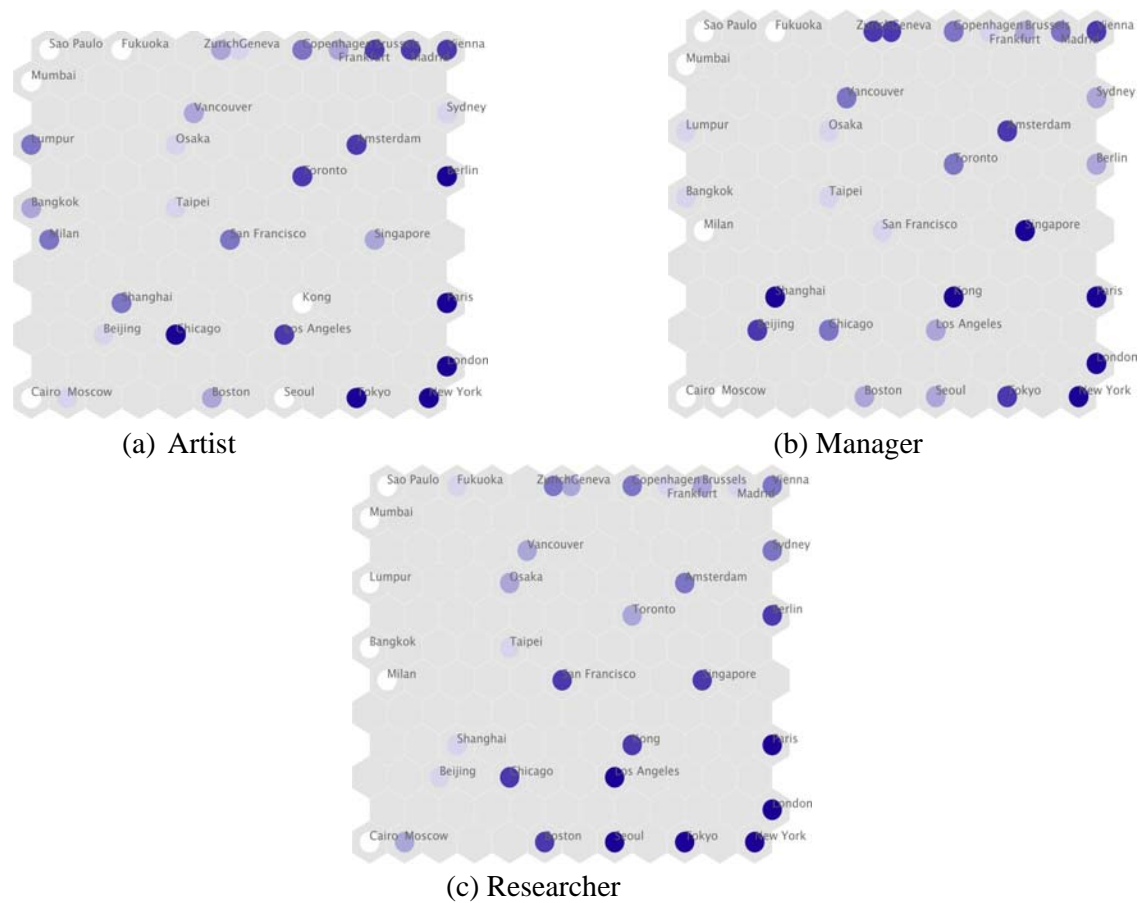 Sao Paulo Fukuoka Zurich Geneva Copenhagen Brussels Vienna
Frankfurt Madrid
Mumbai
Vancouver Sydney
Lumpur Osaka Amsterdam
Toronto Berlin
Bangkok Taipei
Milan San Francisco Singapore
Shanghai Kong Paris
Beijing Chicago Los Angeles
London
Cairo Moscow Boston Seoul Tokyo New York
(a) Artist
Sao Paulo Fukuoka Zurich Geneva Copenhagen Brussels Vienna
Frankfurt Madrid
Mumbai
Vancouver Sydney
Lumpur Osaka Amsterdam
Toronto Berlin
Bangkok Taipei
Milan San Francisco Singapore
Shanghai Kong Paris
Beijing Chicago Los Angeles
London
Cairo Moscow Boston Seoul Tokyo New York
(b) Manager
Sao Paulo Fukuoka Zurich Geneva Copenhagen Brussels Vienna
Frankfurt Madrid
Mumbai
Vancouver Sydney
Lumpur Osaka Amsterdam
Toronto Berlin
Bangkok Taipei
Milan San Francisco Singapore
Shanghai Kong Paris
Beijing Chicago Los Angeles
London
Cairo Moscow Boston Seoul Tokyo New York
(c) Researcher